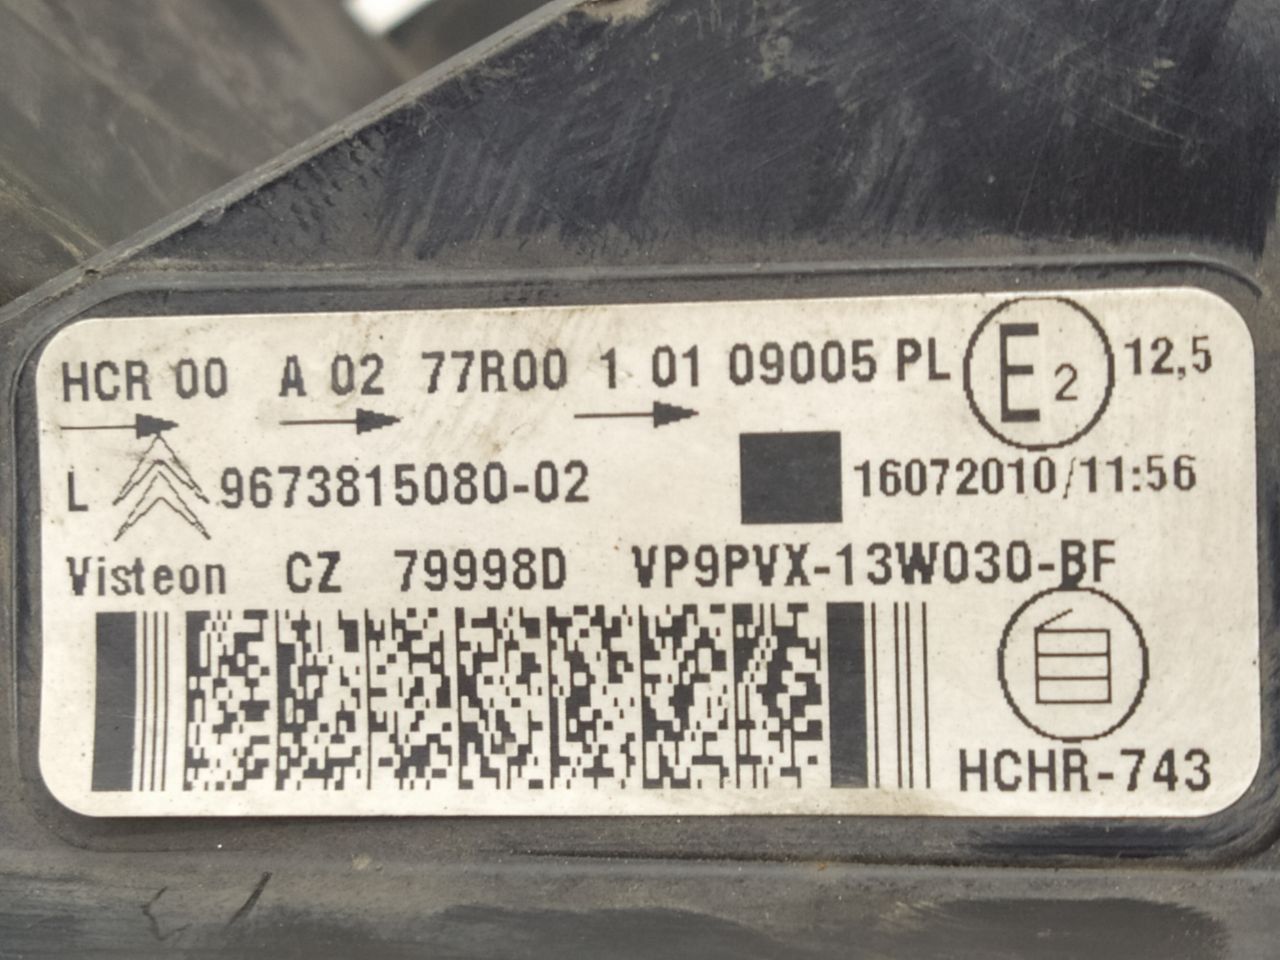 HCR 00 A 02 77R00 1 01 09005 PL E2 12,5
L 9673815080-02 16072010/11:56
Visteon CZ 79998D VP9PVX-13W030-BF
HCHR-743